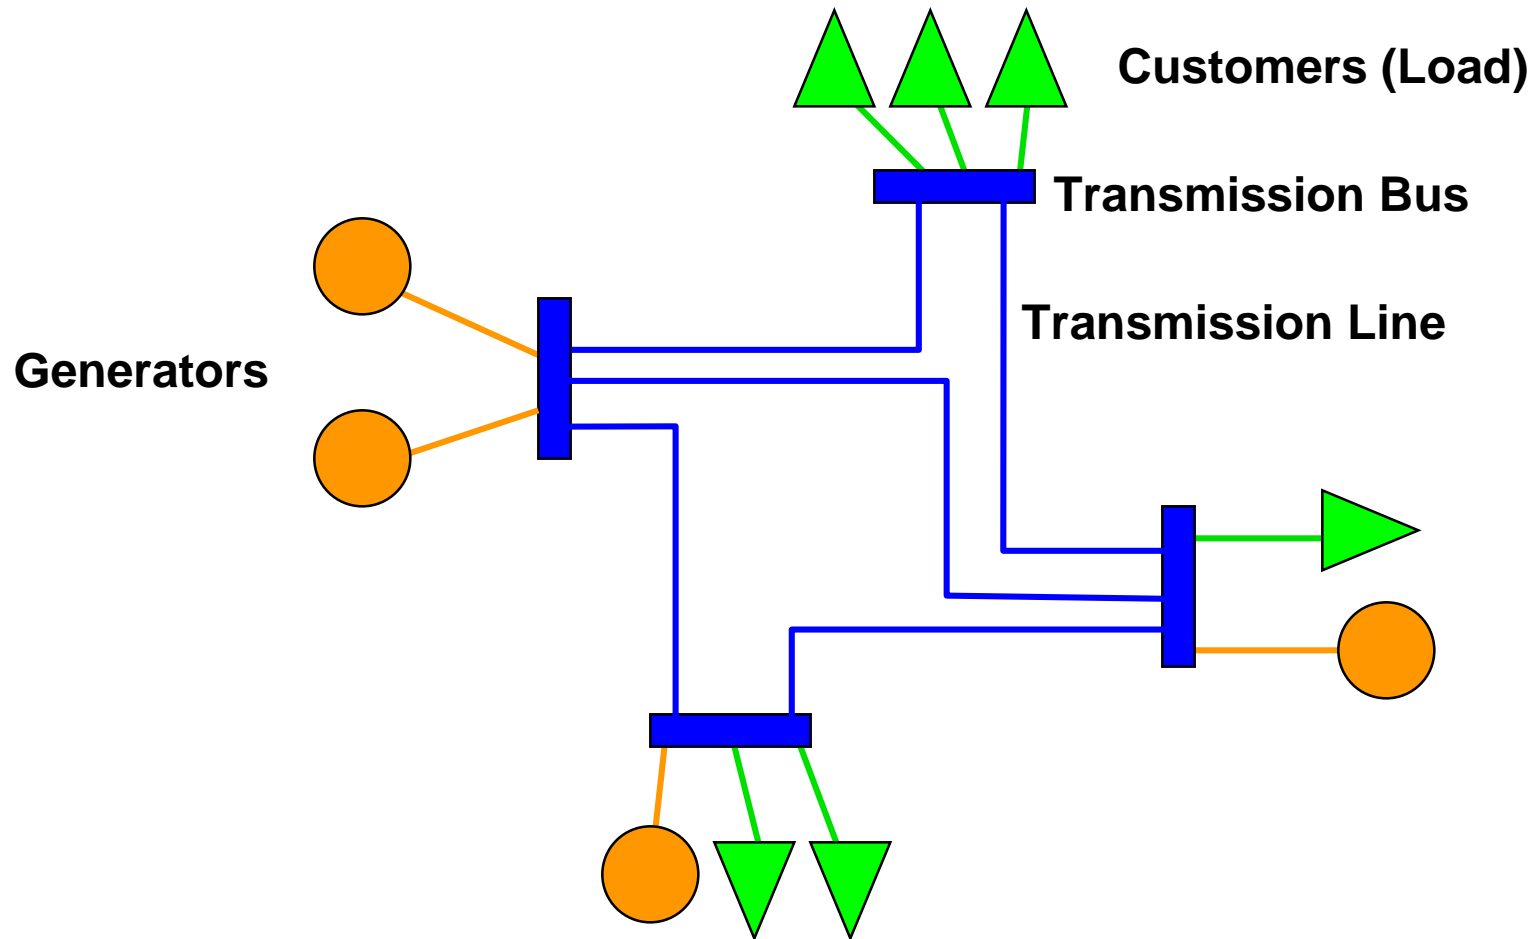 Customers (Load)
Transmission Bus
Transmission Line
Generators